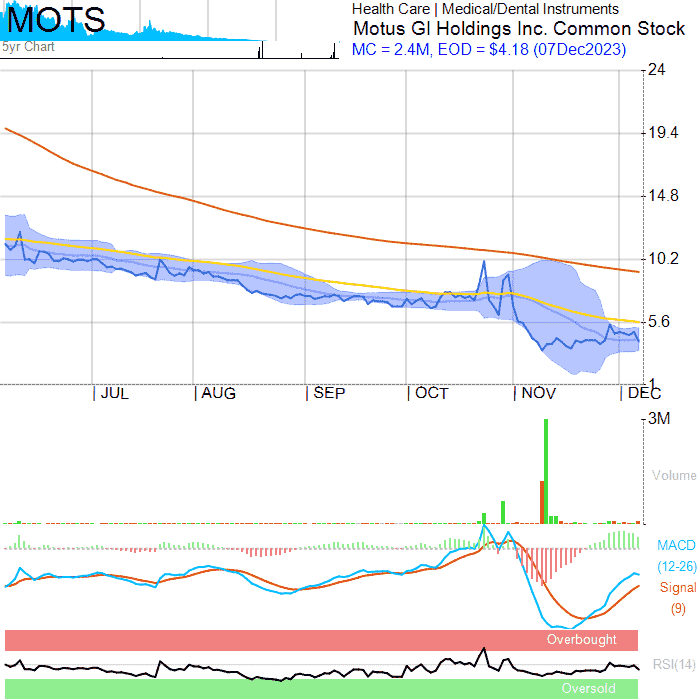 MOTS
Health Care | Medical/Dental Instruments
Motus GI Holdings Inc. Common Stock
5yr Chart
MC = 2.4M, EOD = $4.18 (07Dec2023)
24
19.4
14.8
10.2
5.6
1
JUL AUG SEP OCT NOV DEC
3M
Volume
MACD
(12-26)
Signal
(9)
Overbought
RSI(14)
Oversold